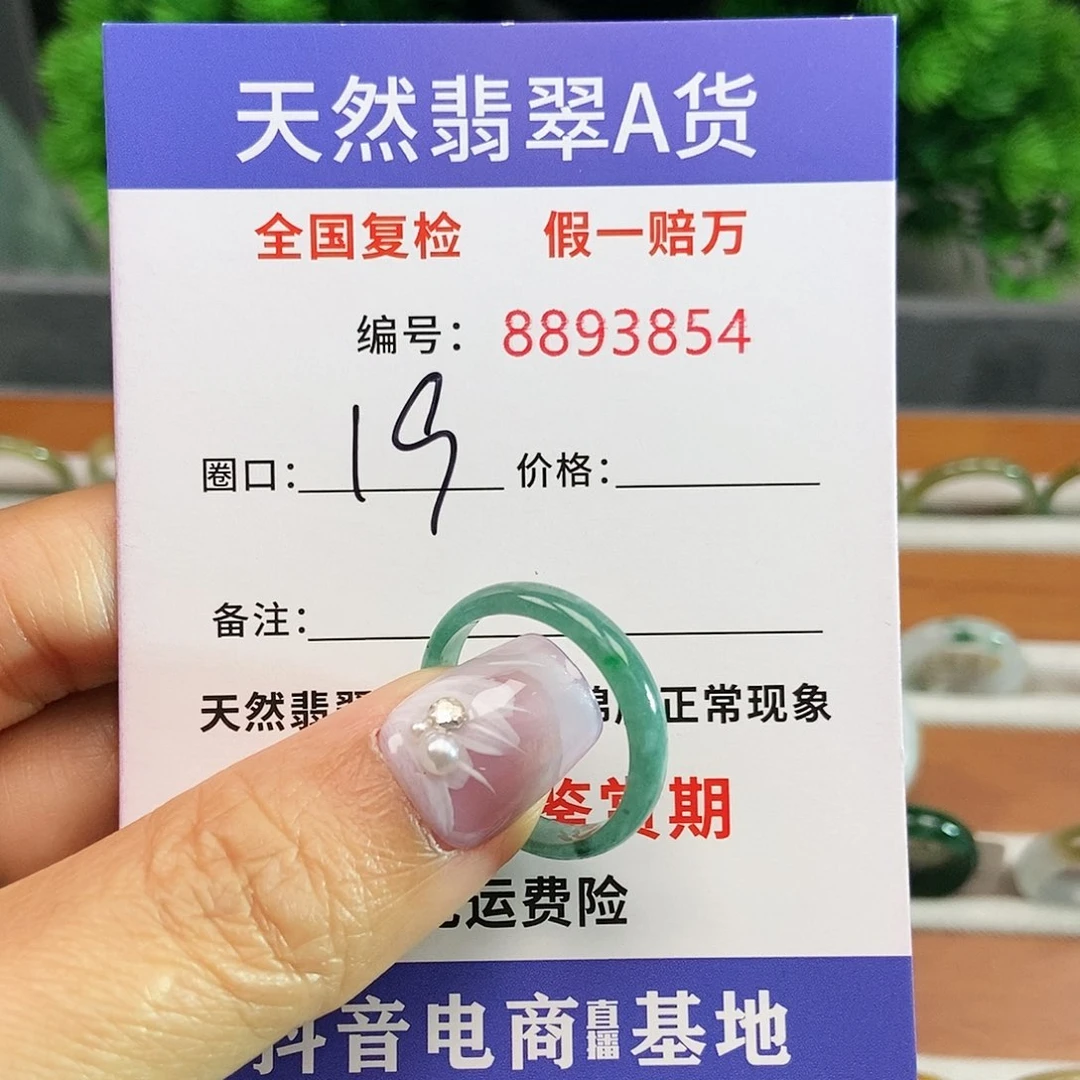 天然翡翠A货
全国复检 假一赔万
编号：8893854
圈口：19 价格：
备注：
天然翡翠 棉 正常现象
鉴赏期
运费险
抖音电商直播基地